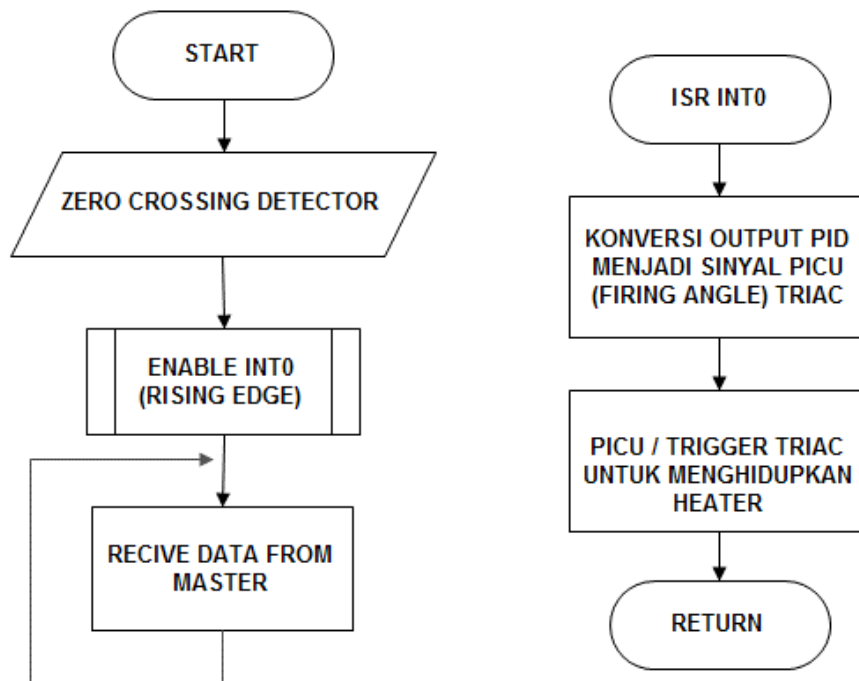 START
ZERO CROSSING DETECTOR
ENABLE INT0
(RISING EDGE)
RECIVE DATA FROM
MASTER
ISR INT0
KONVERSI OUTPUT PID
MENJADI SINYAL PICU
(FIRING ANGLE) TRIAC
PICU / TRIGGER TRIAC
UNTUK MENGHIDUPKAN
HEATER
RETURN